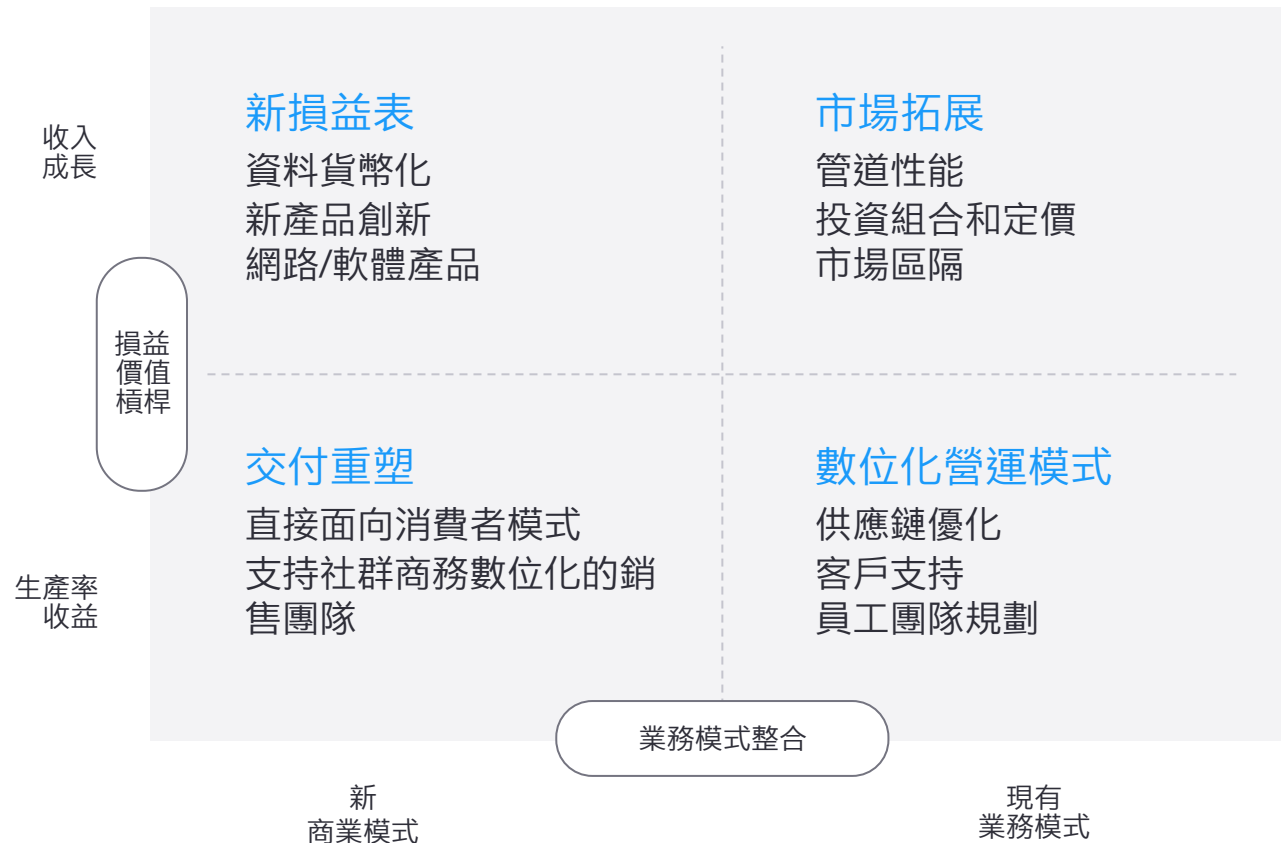 收入
成長
新損益表
資料貨幣化
新產品創新
網路/軟體產品
市場拓展
管道性能
投資組合和定價
市場區隔
損益
價值
槓桿
交付重塑
直接面向消費者模式
支持社群商務數位化的銷
售團隊
數位化營運模式
供應鏈優化
客戶支持
員工團隊規劃
生產率
收益
業務模式整合
新
商業模式
現有
業務模式